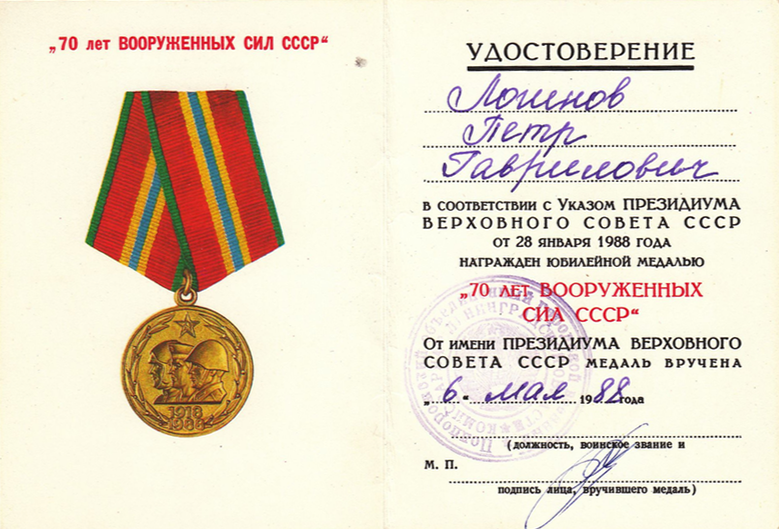 „70 лет ВООРУЖЕННЫХ СИЛ СССР“
1918
1988
УДОСТОВЕРЕНИЕ
Логинов
Петр
Гаврилович
в соответствии с Указом ПРЕЗИДИУМА
ВЕРХОВНОГО СОВЕТА СССР
от 28 января 1988 года
награжден юбилейной медалью
„70 лет ВООРУЖЕННЫХ
СИЛ СССР“
От имени ПРЕЗИДИУМА ВЕРХОВНОГО
СОВЕТА СССР медаль вручена
„6“ мая 1988 года
(должность, воинское звание и
М. П.
подпись лица, вручившего медаль)